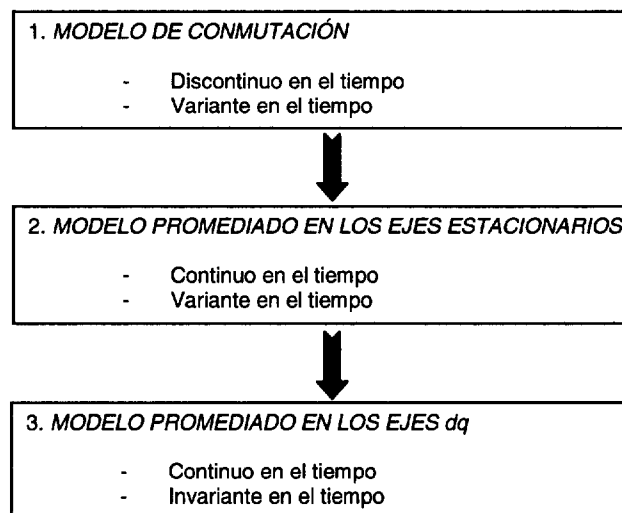 1. MODELO DE CONMUTACIÓN
- Discontinuo en el tiempo
- Variante en el tiempo
2. MODELO PROMEDIADO EN LOS EJES ESTACIONARIOS
- Continuo en el tiempo
- Variante en el tiempo
3. MODELO PROMEDIADO EN LOS EJES dq
- Continuo en el tiempo
- Invariante en el tiempo